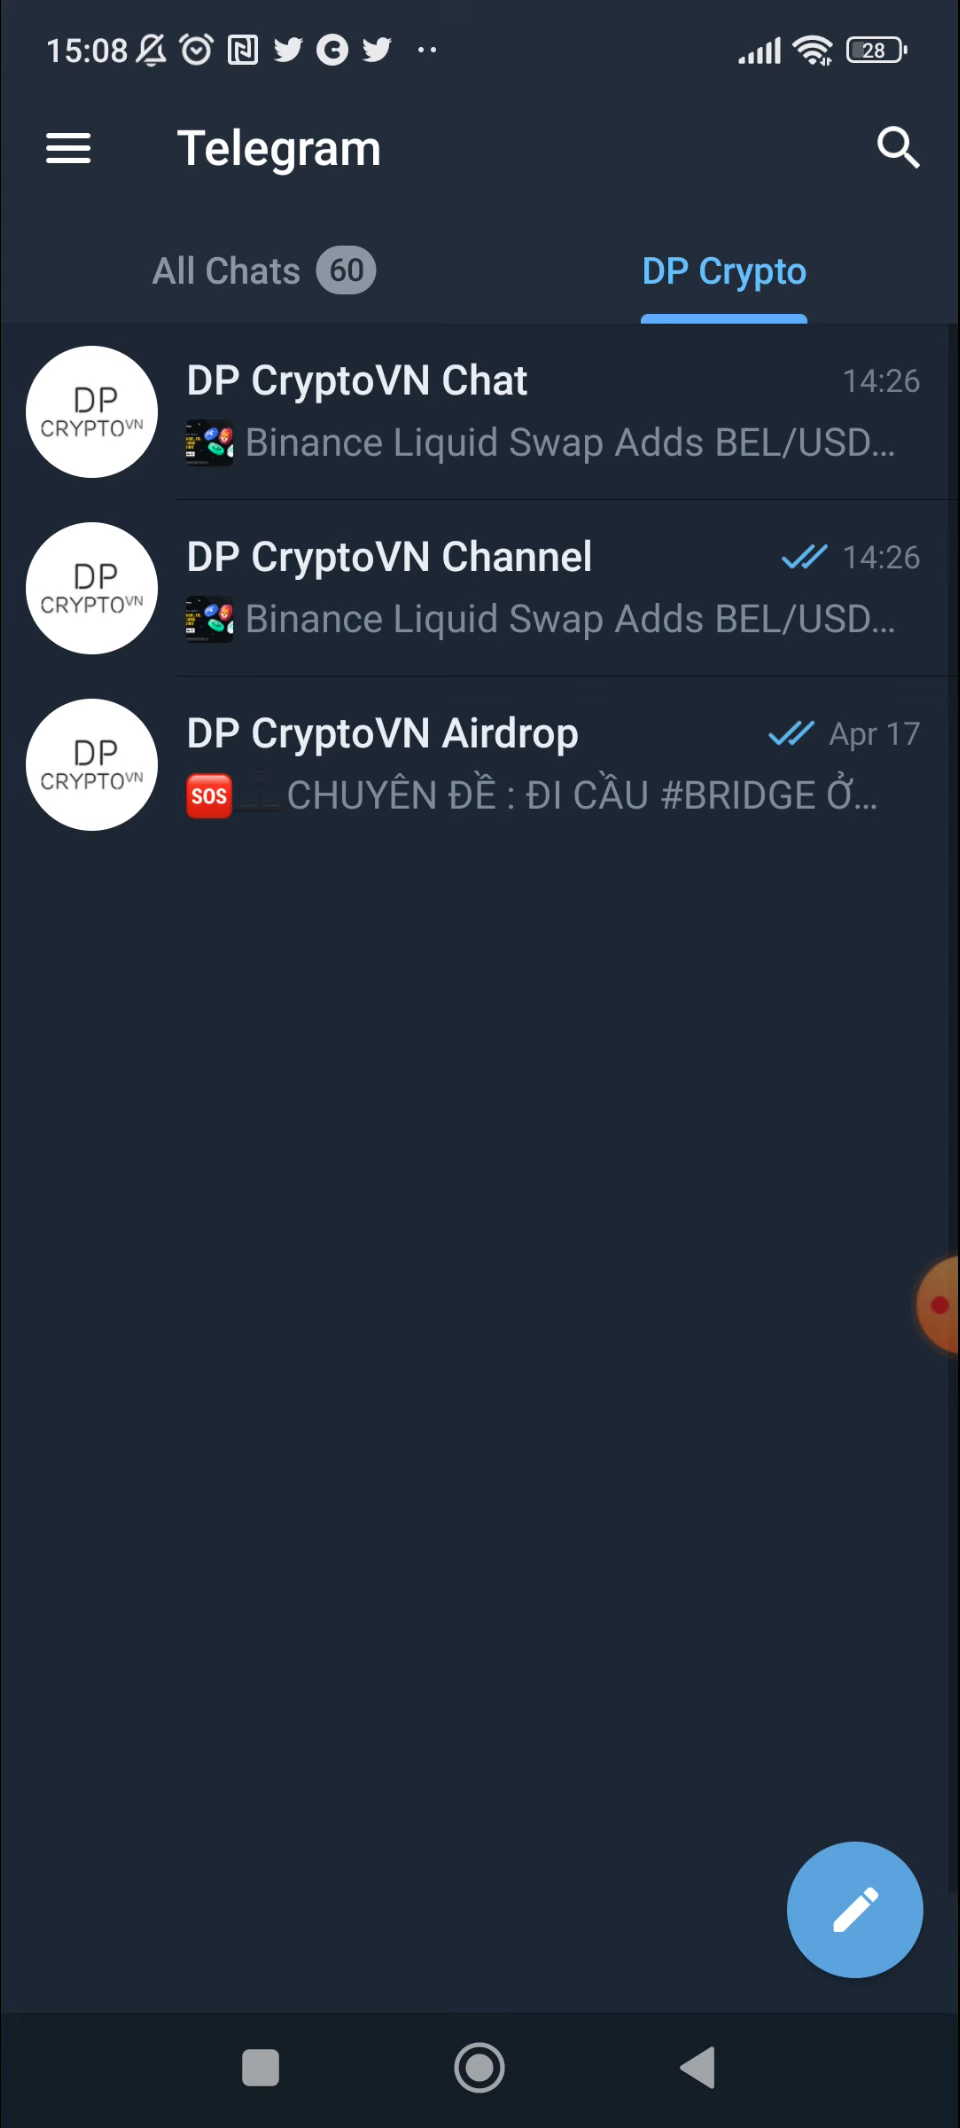 15:08
28
Telegram
All Chats 60
DP Crypto
DP
CRYPTOVN
DP CryptoVN Chat
14:26
Binance Liquid Swap Adds BEL/USD...
DP
CRYPTOVN
DP CryptoVN Channel
14:26
Binance Liquid Swap Adds BEL/USD...
DP
CRYPTOVN
DP CryptoVN Airdrop
Apr 17
SOS CHUYÊN ĐỀ : ĐI CẦU #BRIDGE Ở...